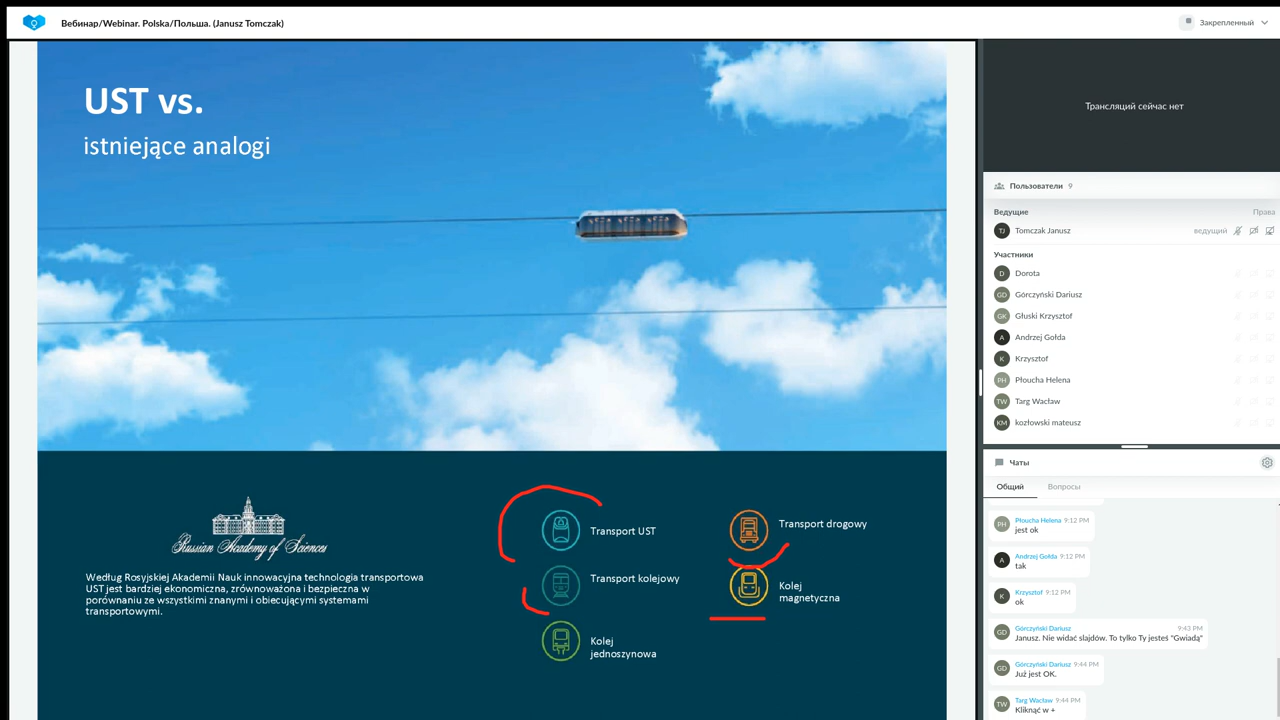 Вебинар/Webinar. Polska/Польша. (Janusz Tomczak)
Закрепленный
UST vs.
istniejące analogi
Russian Academy of Sciences
Według Rosyjskiej Akademii Nauk innowacyjna technologia transportowa
UST jest bardziej ekonomiczna, zrównoważona i bezpieczna w
porównaniu ze wszystkimi znanymi i obiecującymi systemami
transportowymi.
Transport UST
Transport kolejowy
Kolej
jednoszynowa
Transport drogowy
Kolej
magnetyczna
Трансляций сейчас нет
Пользователи 9
Ведущие Права
TJ Tomczak Janusz ведущий
Участники
D Dorota
GD Górczyński Dariusz
GK Głuski Krzysztof
A Andrzej Gołda
K Krzysztof
PH Płoucha Helena
TW Targ Wacław
KM kozłowski mateusz
Чаты
Общий Вопросы
PH Płoucha Helena 9:12 PM
jest ok
A Andrzej Gołda 9:12 PM
tak
K Krzysztof 9:12 PM
ok
GD Górczyński Dariusz 9:43 PM
Janusz. Nie widać slajdów. To tylko Ty jesteś "Gwiadą"
GD Górczyński Dariusz 9:44 PM
Już jest OK.
TW Targ Wacław 9:44 PM
Kliknąć w +